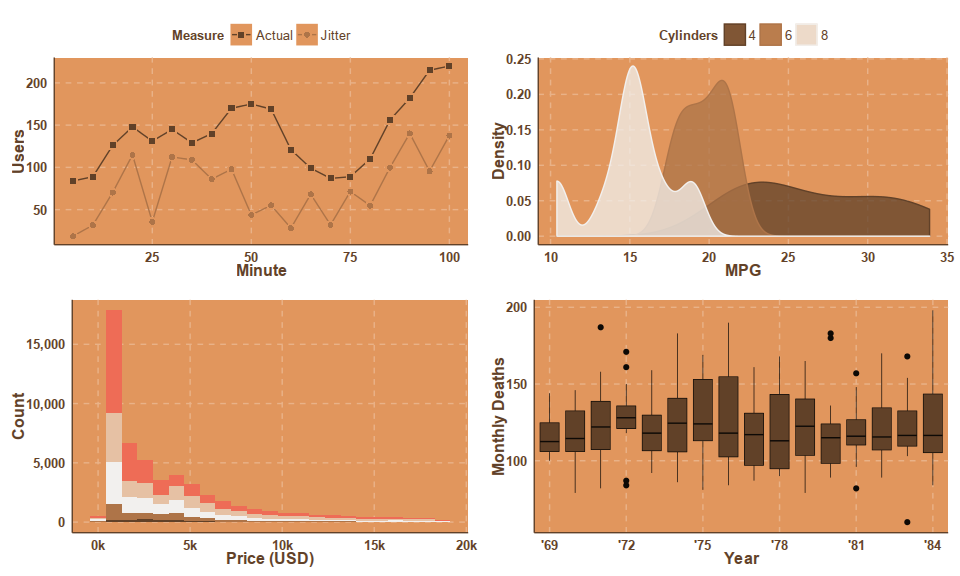 Measure Actual Jitter
200
150
100
50
Users
25 50 75 100
Minute
Cylinders 4 6 8
0.25
0.20
0.15
0.10
0.05
0.00
Density
10 15 20 25 30 35
MPG
15,000
10,000
5,000
0
Count
0k 5k 10k 15k 20k
Price (USD)
200
150
100
Monthly Deaths
'69 '72 '75 '78 '81 '84
Year